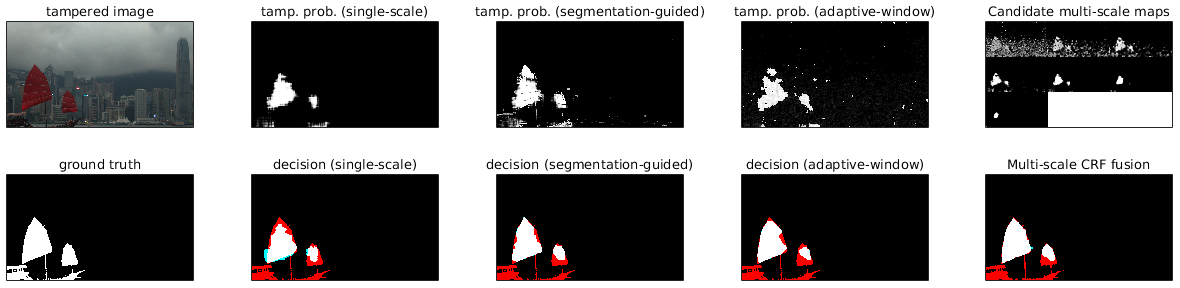 tampered image
tamp. prob. (single-scale)
tamp. prob. (segmentation-guided)
tamp. prob. (adaptive-window)
Candidate multi-scale maps
ground truth
decision (single-scale)
decision (segmentation-guided)
decision (adaptive-window)
Multi-scale CRF fusion